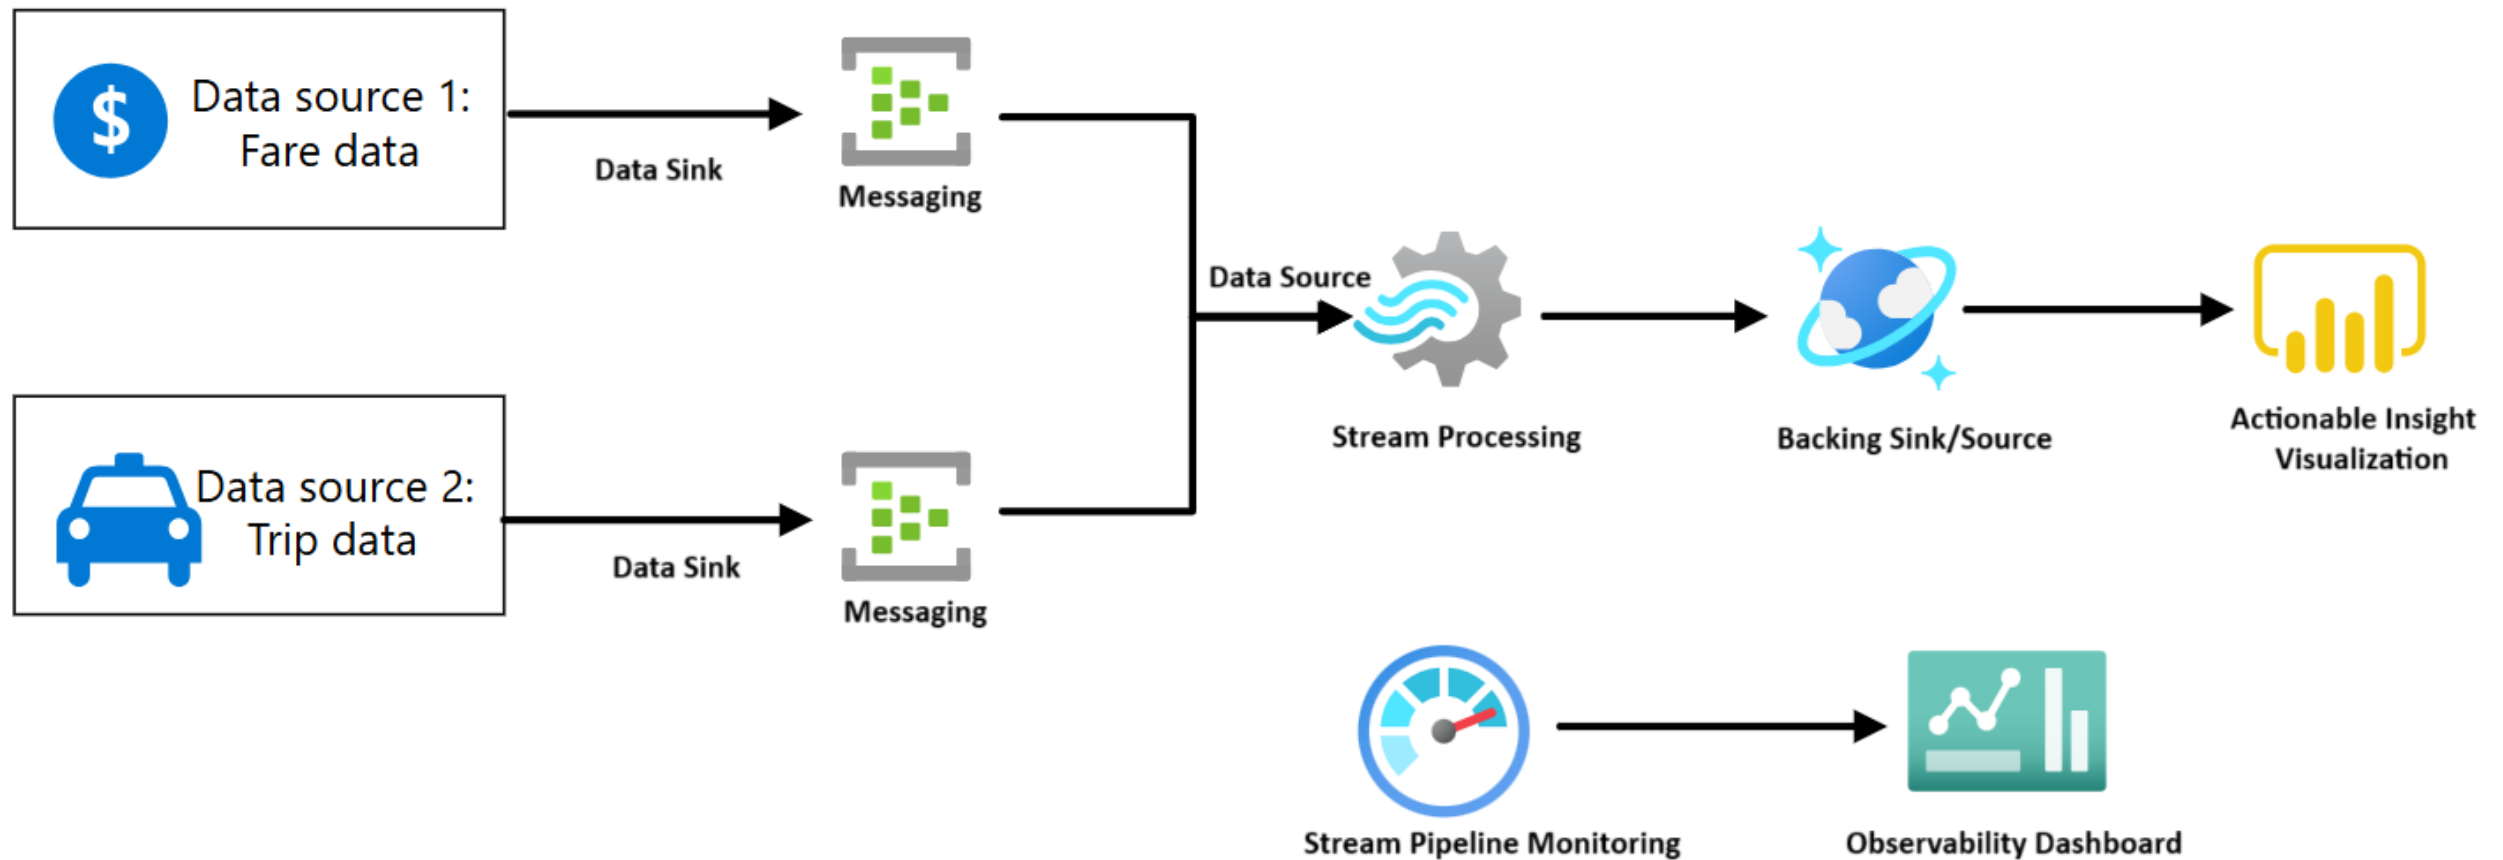 Data source 1:
Fare data
Data Sink
Messaging
Data Source
Stream Processing
Backing Sink/Source
Actionable Insight
Visualization
Data source 2:
Trip data
Data Sink
Messaging
Stream Pipeline Monitoring
Observability Dashboard